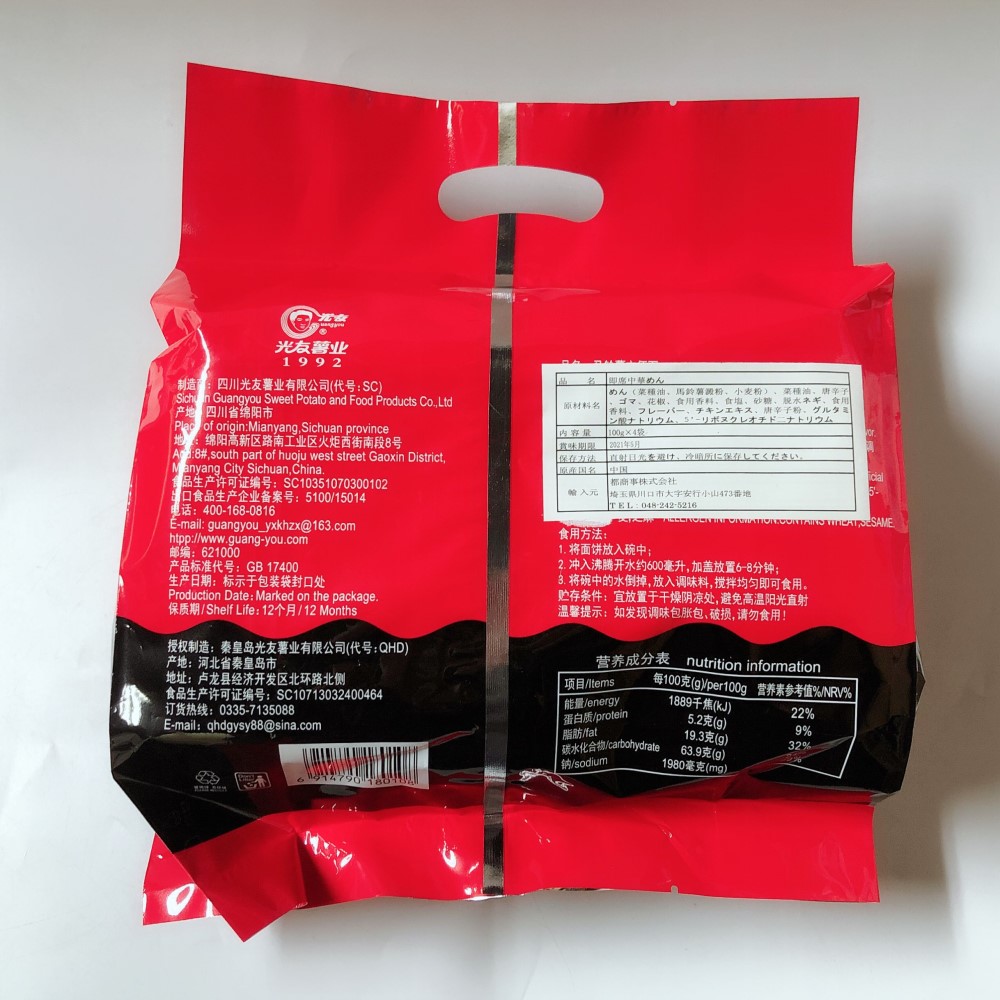 光友
Guangyou
®
光友薯业
1992
制造商：四川光友薯业有限公司(代号:SC)
Sichuan Guangyou Sweet Potato and Food Products Co.,Ltd
产地：四川省绵阳市
Place of origin:Mianyang,Sichuan province
地址：绵阳高新区路南工业区火炬西街南段8号
Add:8#,south part of huoju west street Gaoxin District,
Mianyang City Sichuan,China.
食品生产许可证编号：SC10351070300102
出口食品生产企业备案号：5100/15014
电话：400-168-0816
E-mail: guangyou_yxkhzx@163.com
htpp://www.guang-you.com
邮编：621000
产品标准代号：GB 17400
生产日期：标示于包装袋封口处
Production Date: Marked on the package.
保质期/Shelf Life: 12个月/12 Months
授权制造：秦皇岛光友薯业有限公司(代号:QHD)
产地：河北省秦皇岛市
地址：卢龙县经济开发区北环路北侧
食品生产许可证编号：SC10713032400464
订货热线：0335-7135088
E-mail：qhdgysy88@sina.com
品名 即席中華めん
原材料名 めん（菜種油、馬鈴薯澱粉、小麦粉）、菜種油、唐辛子
、ゴマ、花椒、食用香料、食塩、砂糖、脱水ネギ、食用
香料、フレーバー、チキンエキス、唐辛子粉、グルタミ
ン酸ナトリウム、5'-リボヌクレオチド二ナトリウム
内容量 100g×4袋
賞味期限 2021年5月
保存方法 直射日光を避け、冷暗所に保存してください。
原産国名 中国
輸入元 都商事株式会社
埼玉県川口市大字安行小山473番地
TEL:048-242-5216
ALLERGEN INFORMATION:CONTAINS WHEAT,SESAME
食用方法：
1.将面饼放入碗中；
2.冲入沸腾开水约600毫升,加盖放置6-8分钟；
3.将碗中的水倒掉,放入调味料,搅拌均匀即可食用。
贮存条件：宜放置于干燥阴凉处,避免高温阳光直射
温馨提示：如发现调味包胀包、破损,请勿食用！
营养成分表 nutrition information
项目/Items 每100克(g)/per100g 营养素参考值%/NRV%
能量/energy 1889千焦(kJ) 22%
蛋白质/protein 5.2克(g) 9%
脂肪/fat 19.3克(g) 32%
碳水化合物/carbohydrate 63.9克(g)
钠/sodium 1980毫克(mg)